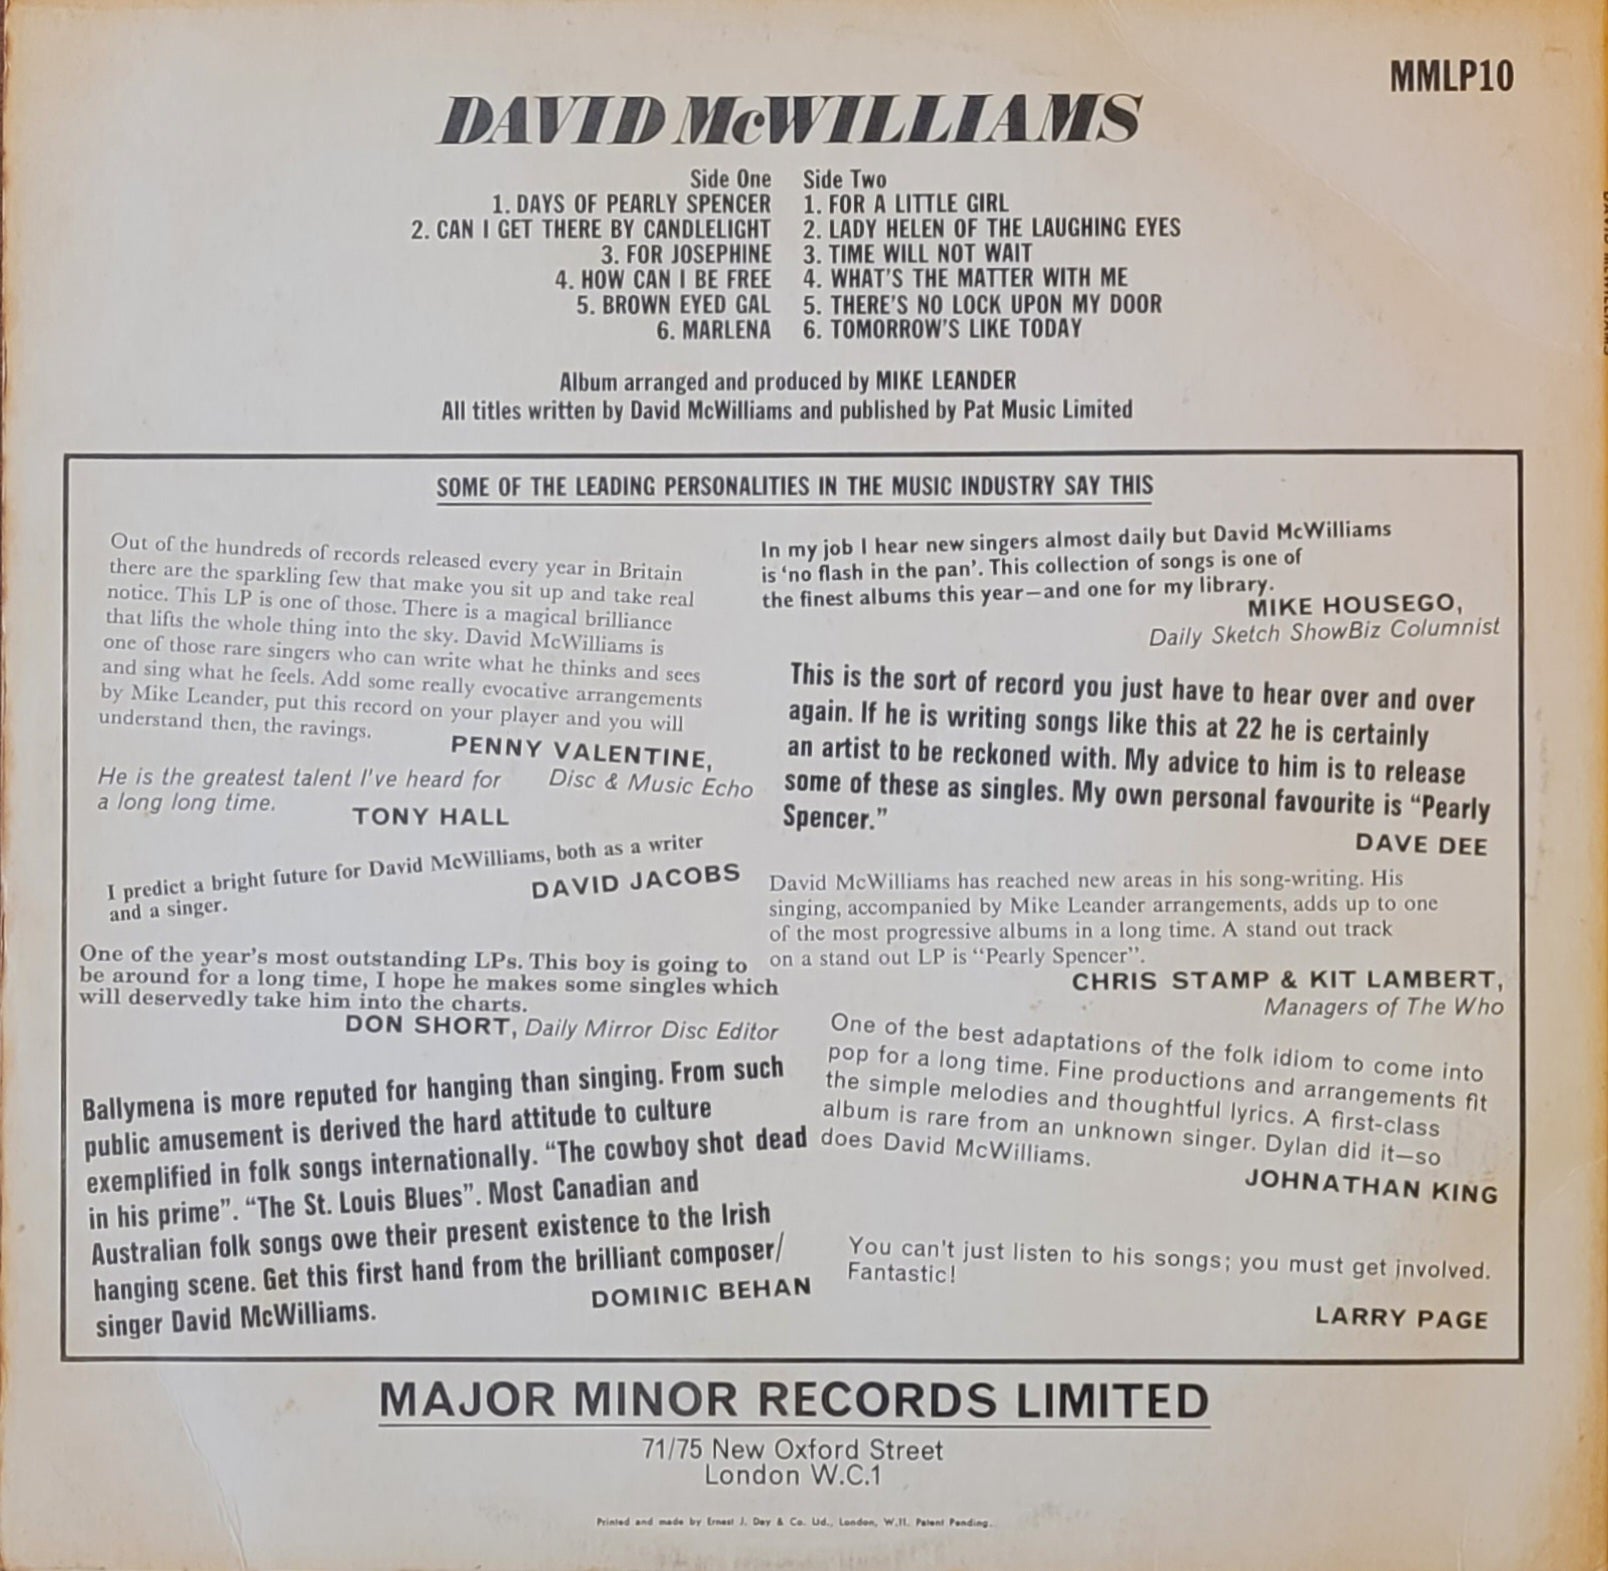 MMLP10
DAVID McWILLIAMS
Side One
1. DAYS OF PEARLY SPENCER
2. CAN I GET THERE BY CANDLELIGHT
3. FOR JOSEPHINE
4. HOW CAN I BE FREE
5. BROWN EYED GAL
6. MARLENA
Side Two
1. FOR A LITTLE GIRL
2. LADY HELEN OF THE LAUGHING EYES
3. TIME WILL NOT WAIT
4. WHAT'S THE MATTER WITH ME
5. THERE'S NO LOCK UPON MY DOOR
6. TOMORROW'S LIKE TODAY
Album arranged and produced by MIKE LEANDER
All titles written by David McWilliams and published by Pat Music Limited
SOME OF THE LEADING PERSONALITIES IN THE MUSIC INDUSTRY SAY THIS
Out of the hundreds of records released every year in Britain
there are the sparkling few that make you sit up and take real
notice. This LP is one of those. There is a magical brilliance
that lifts the whole thing into the sky. David McWilliams is
one of those rare singers who can write what he thinks and sees
and sing what he feels. Add some really evocative arrangements
by Mike Leander, put this record on your player and you will
understand then, the ravings.
PENNY VALENTINE,
Disc & Music Echo
He is the greatest talent I've heard for
a long long time.
TONY HALL
I predict a bright future for David McWilliams, both as a writer
and a singer.
DAVID JACOBS
One of the year's most outstanding LPs. This boy is going to
be around for a long time, I hope he makes some singles which
will deservedly take him into the charts.
DON SHORT, Daily Mirror Disc Editor
Ballymena is more reputed for hanging than singing. From such
public amusement is derived the hard attitude to culture
exemplified in folk songs internationally. "The cowboy shot dead
in his prime". "The St. Louis Blues". Most Canadian and
Australian folk songs owe their present existence to the Irish
hanging scene. Get this first hand from the brilliant composer/
singer David McWilliams.
DOMINIC BEHAN
In my job I hear new singers almost daily but David McWilliams
is 'no flash in the pan'. This collection of songs is one of
the finest albums this year—and one for my library.
MIKE HOUSEGO,
Daily Sketch ShowBiz Columnist
This is the sort of record you just have to hear over and over
again. If he is writing songs like this at 22 he is certainly
an artist to be reckoned with. My advice to him is to release
some of these as singles. My own personal favourite is "Pearly
Spencer."
DAVE DEE
David McWilliams has reached new areas in his song-writing. His
singing, accompanied by Mike Leander arrangements, adds up to one
of the most progressive albums in a long time. A stand out track
on a stand out LP is "Pearly Spencer".
CHRIS STAMP & KIT LAMBERT,
Managers of The Who
One of the best adaptations of the folk idiom to come into
pop for a long time. Fine productions and arrangements fit
the simple melodies and thoughtful lyrics. A first-class
album is rare from an unknown singer. Dylan did it—so
does David McWilliams.
JOHNATHAN KING
You can't just listen to his songs; you must get involved.
Fantastic!
LARRY PAGE
MAJOR MINOR RECORDS LIMITED
71/75 New Oxford Street
London W.C.1
Printed and made by Ernest J. Day & Co. Ltd., London, W.11. Patent Pending.